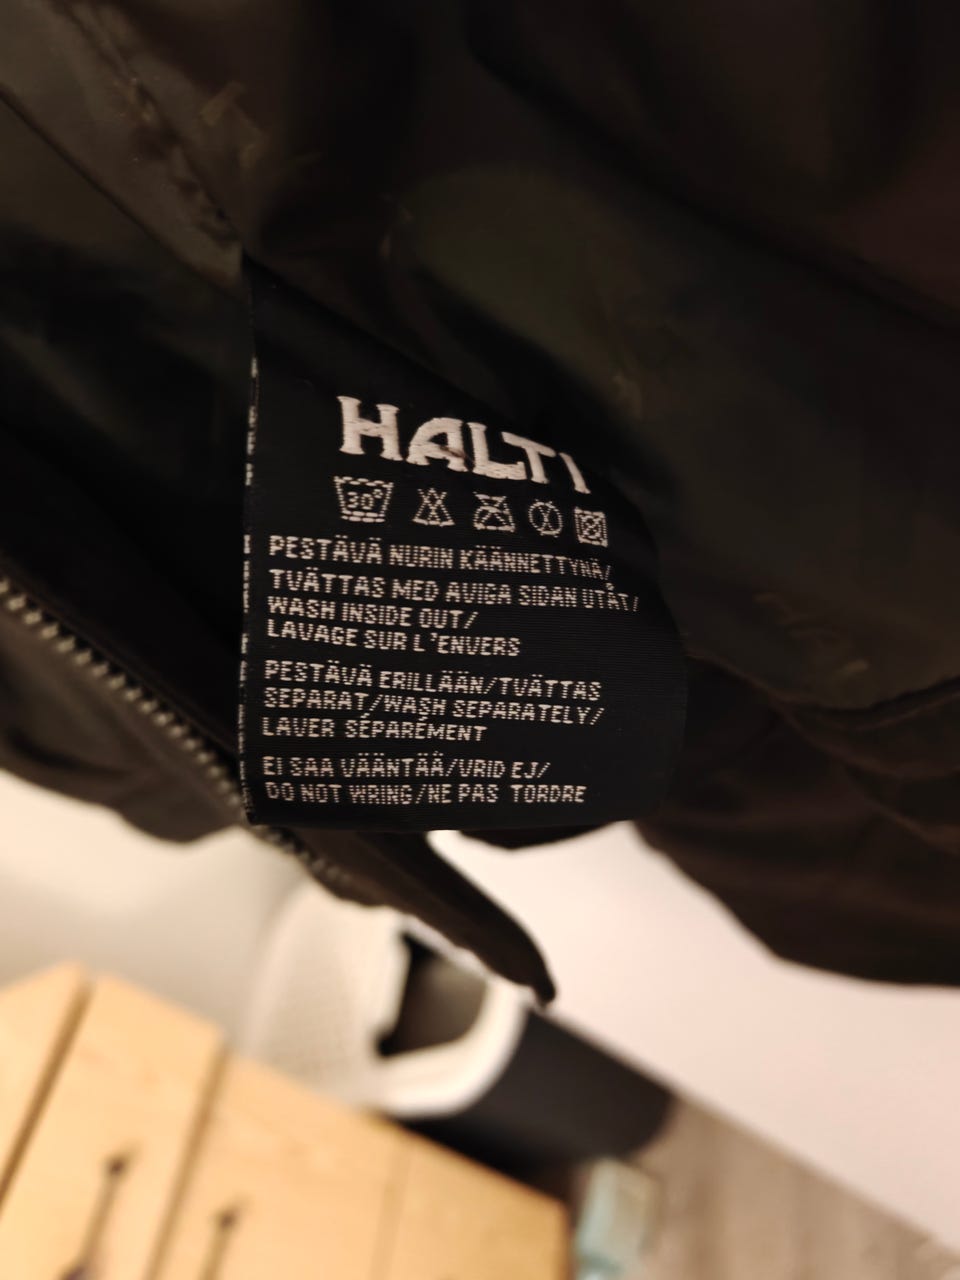 HALTI
30°
PESTÄVÄ NURIN KÄÄNNETTYNÄ/
TVÄTTAS MED AVIGA SIDAN UTÅT/
WASH INSIDE OUT/
LAVAGE SUR L'ENVERS
PESTÄVÄ ERILLÄÄN/TVÄTTAS
SEPARAT/WASH SEPARATELY/
LAVER SÉPARÉMENT
EI SAA VÄÄNTÄÄ/VRID EJ/
DO NOT WRING/NE PAS TORDRE